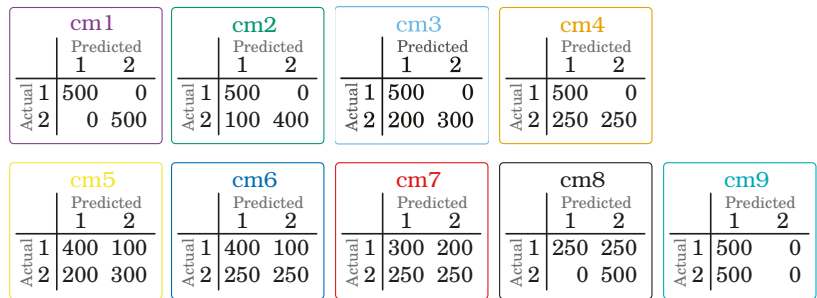 cm1
Predicted
1 2
Actual
1 500 0
2 0 500
cm2
Predicted
1 2
Actual
1 500 0
2 100 400
cm3
Predicted
1 2
Actual
1 500 0
2 200 300
cm4
Predicted
1 2
Actual
1 500 0
2 250 250
cm5
Predicted
1 2
Actual
1 400 100
2 200 300
cm6
Predicted
1 2
Actual
1 400 100
2 250 250
cm7
Predicted
1 2
Actual
1 300 200
2 250 250
cm8
Predicted
1 2
Actual
1 250 250
2 0 500
cm9
Predicted
1 2
Actual
1 500 0
2 500 0